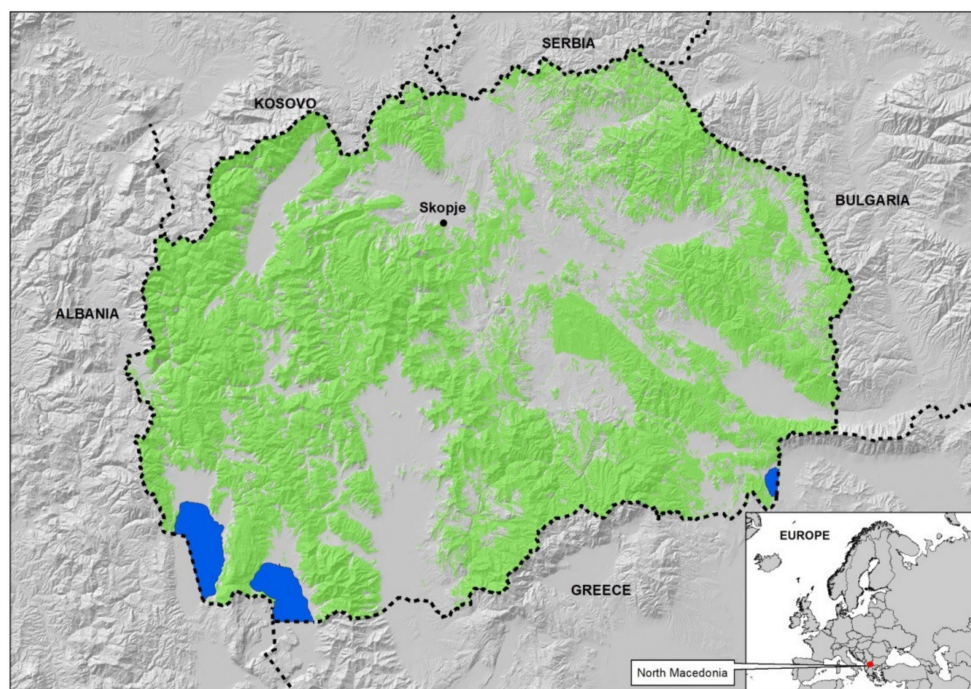 SERBIA
KOSOVO
BULGARIA
Skopje
ALBANIA
GREECE
EUROPE
North Macedonia